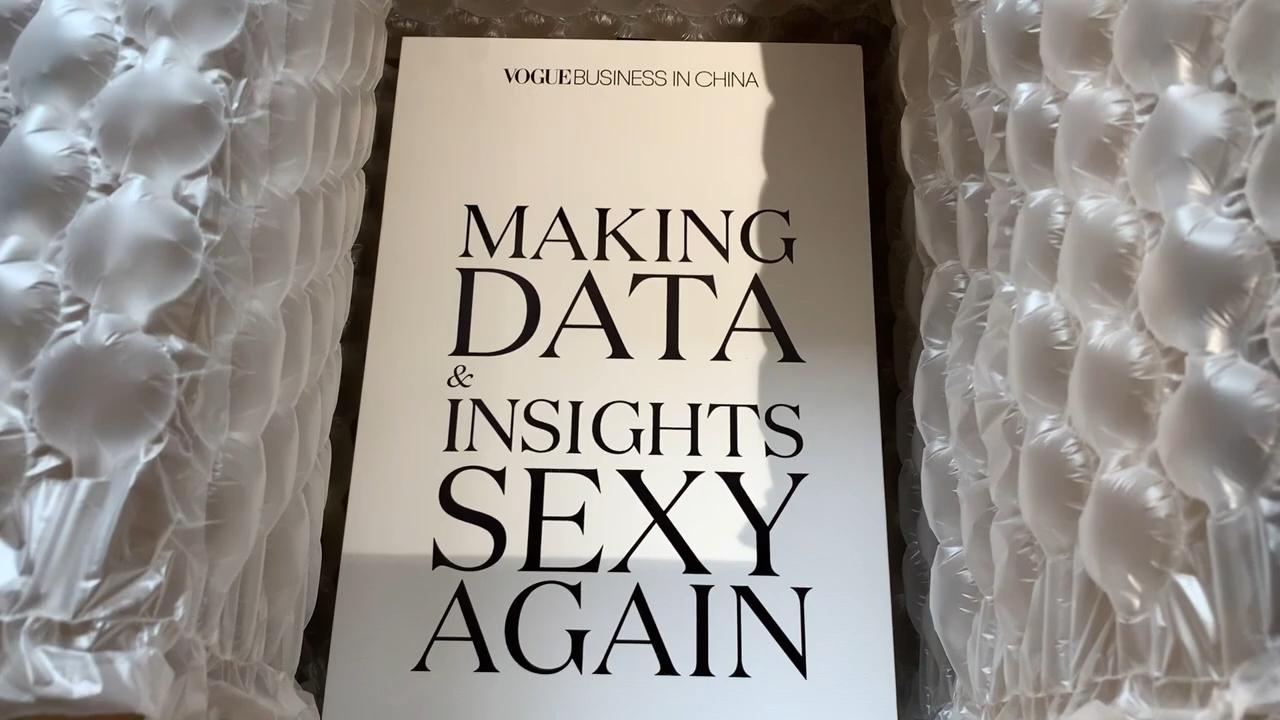 VOGUE BUSINESS IN CHINA
MAKING
DATA
&
INSIGHTS
SEXY
AGAIN